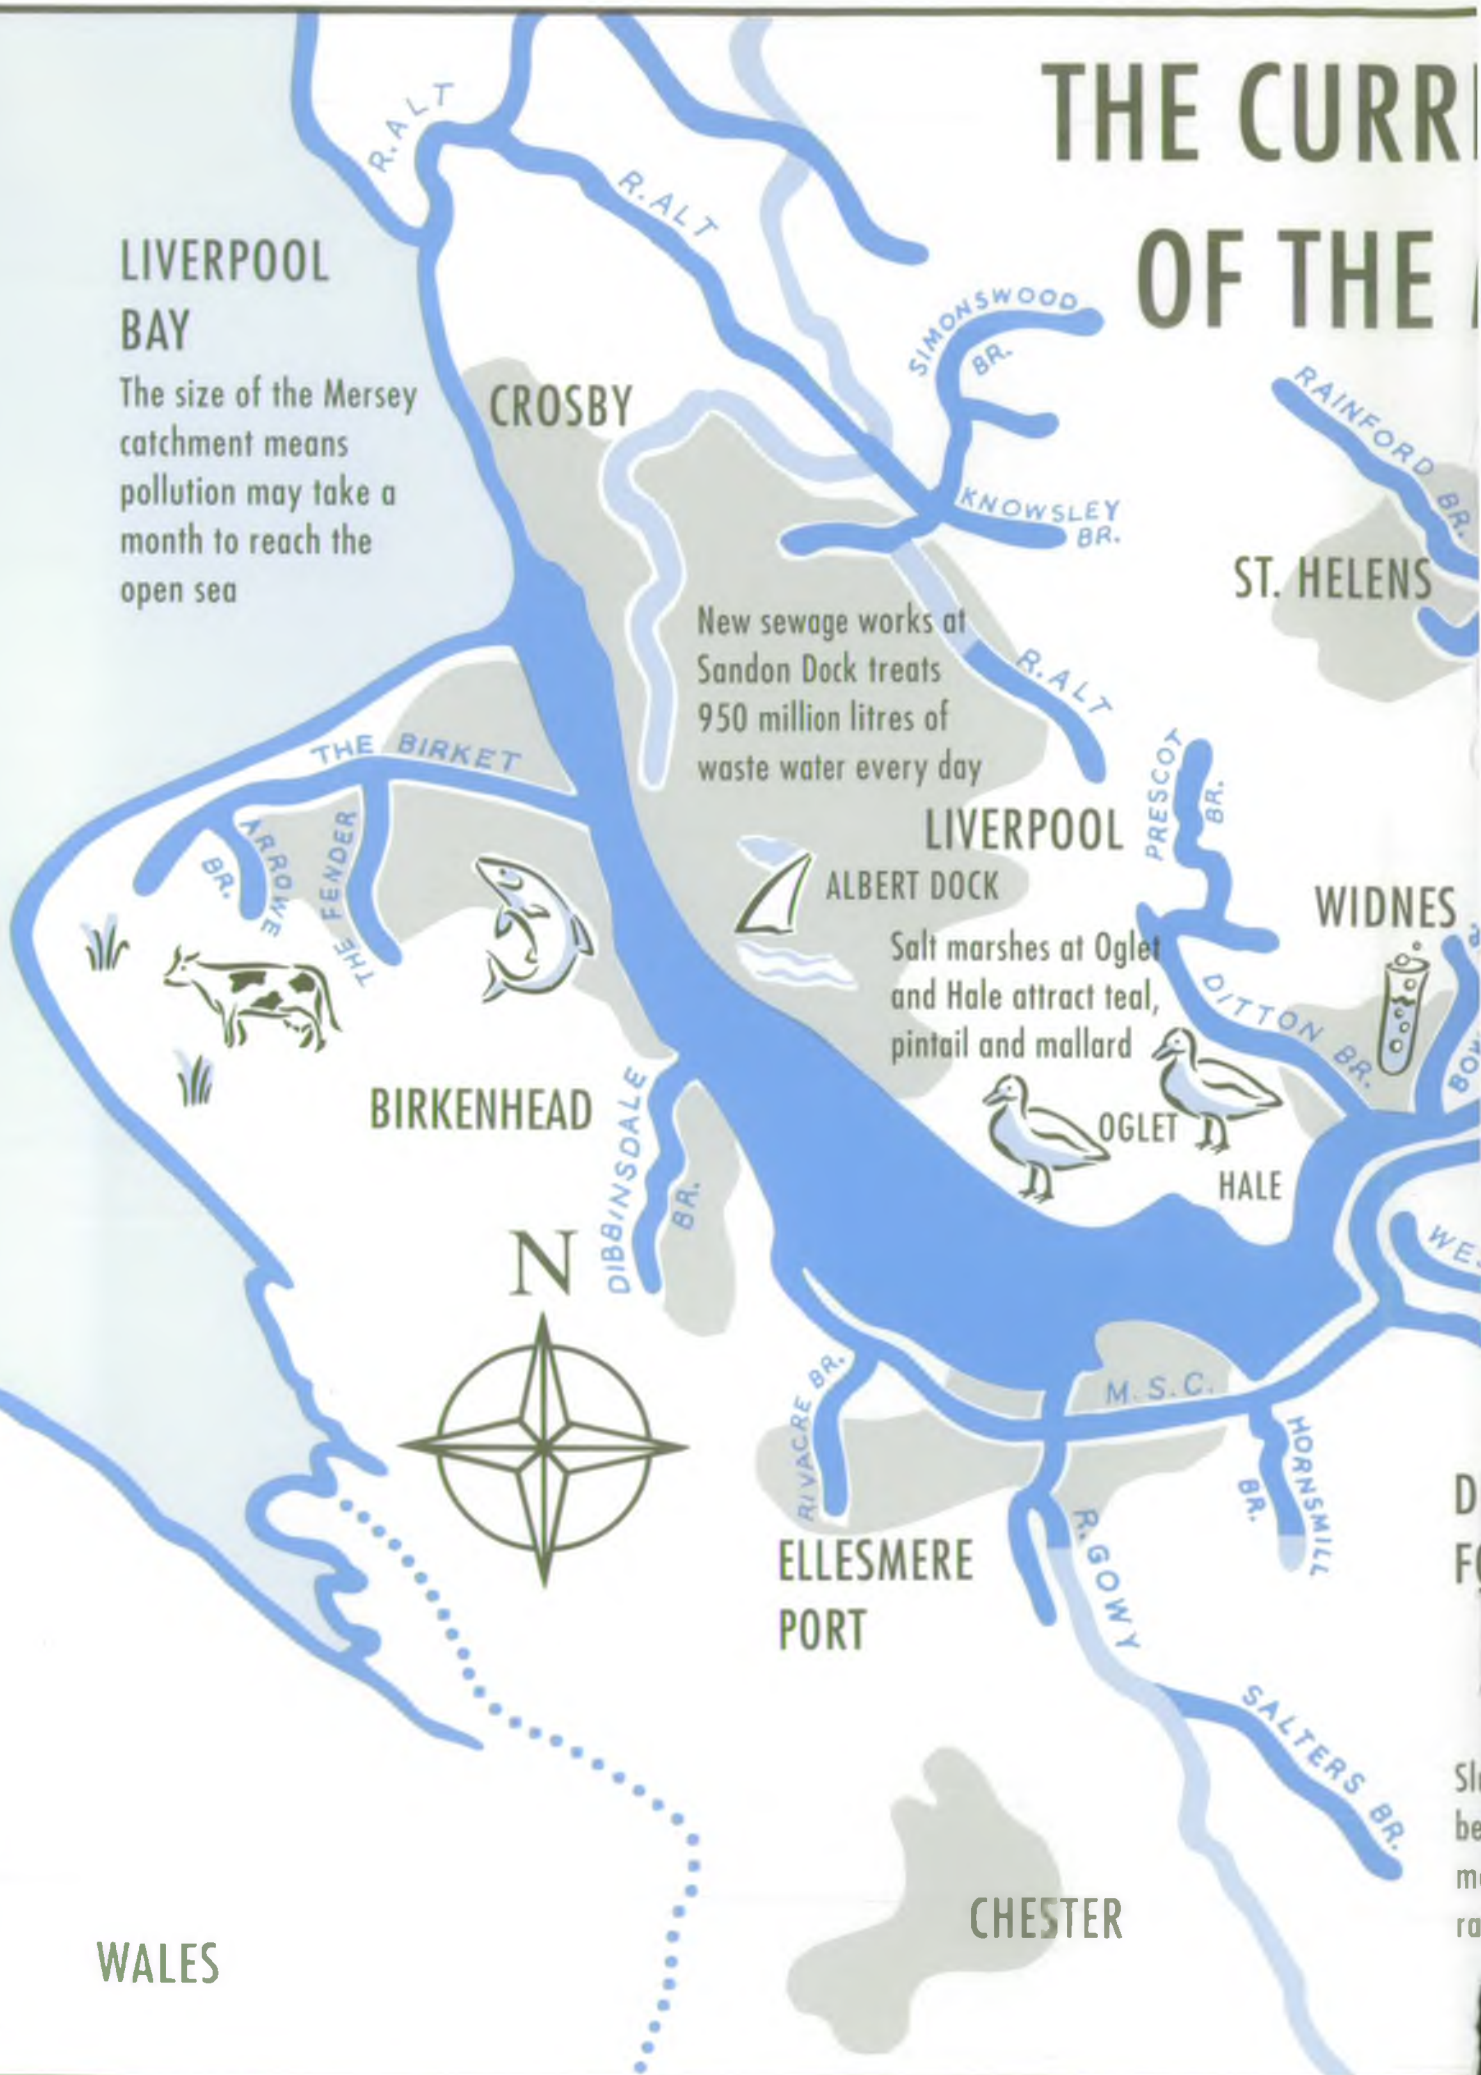 THE CURR
OF THE
R. ALT
R. ALT
LIVERPOOL
BAY
The size of the Mersey
catchment means
pollution may take a
month to reach the
open sea
CROSBY
SIMONSWOOD
BR.
RAINFORD BR.
KNOWSLEY
BR.
ST. HELENS
New sewage works at
Sandon Dock treats
950 million litres of
waste water every day
R. ALT
THE BIRKET
PRESCOT
BR.
LIVERPOOL
ARROWE
BR.
THE FENDER
ALBERT DOCK
WIDNES
Salt marshes at Oglet
and Hale attract teal,
pintail and mallard
DITTON BR.
BIRKENHEAD
DIBBINSDALE
BR.
OGLET
HALE
N
RIVACRE BR.
M.S.C.
HORNSMILL
BR.
ELLESMERE
PORT
R. GOWY
SALTERS BR.
CHESTER
WALES